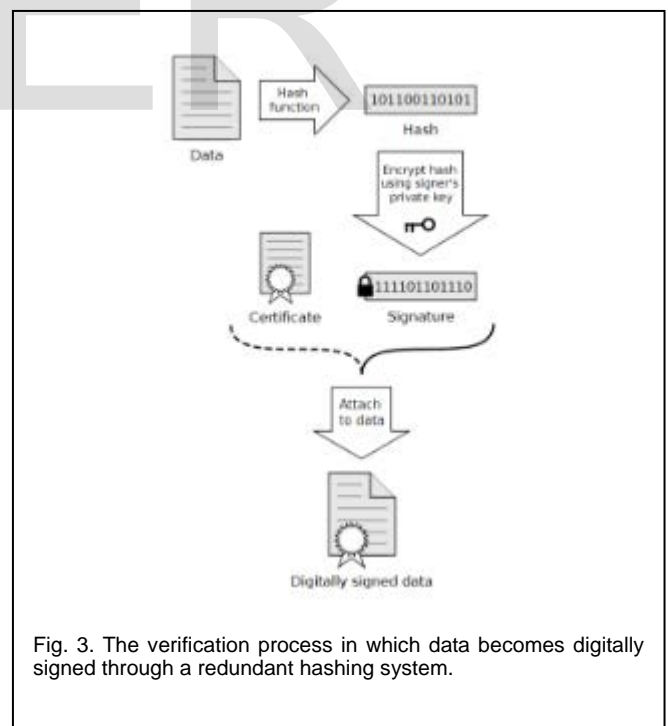 ER
Data
Hash
function
101100110101
Hash
Encrypt hash
using signer's
private key
Certificate
111101101110
Signature
Attach
to data
Digitally signed data
Fig. 3. The verification process in which data becomes digitally
signed through a redundant hashing system.